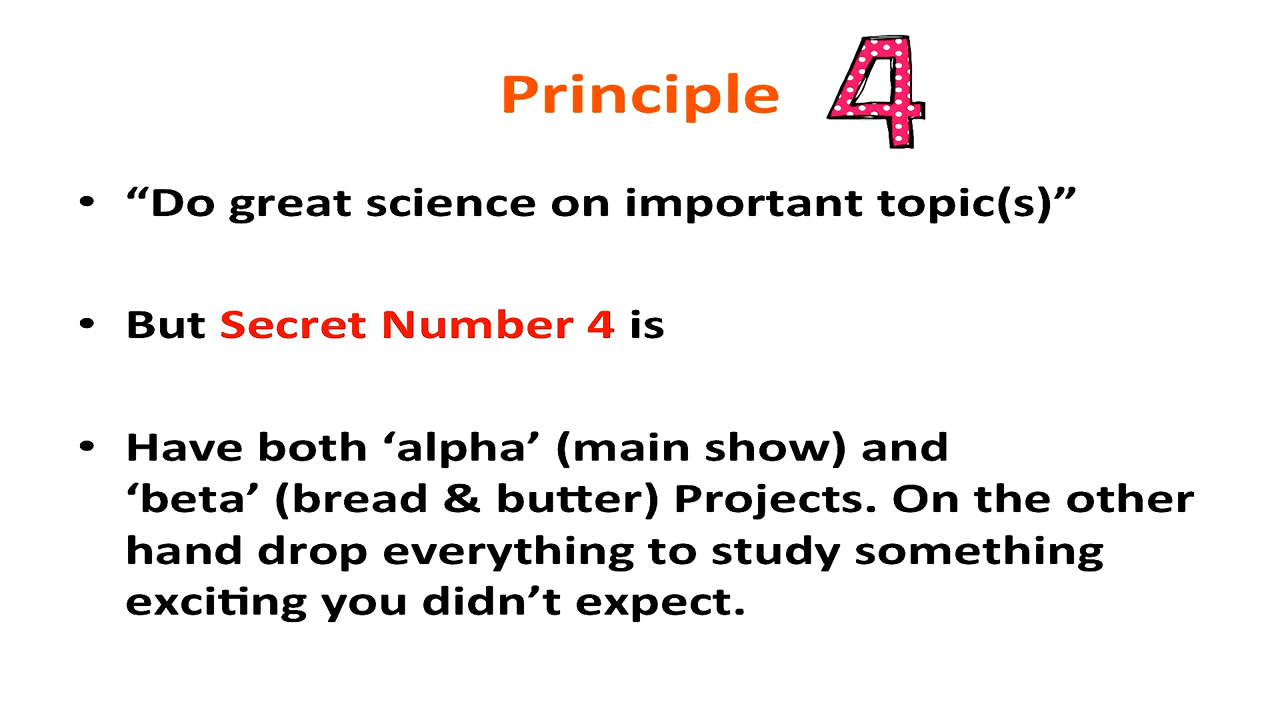 Principle 4
• “Do great science on important topic(s)”
• But Secret Number 4 is
• Have both ‘alpha’ (main show) and
‘beta’ (bread & butter) Projects. On the other
hand drop everything to study something
exciting you didn’t expect.